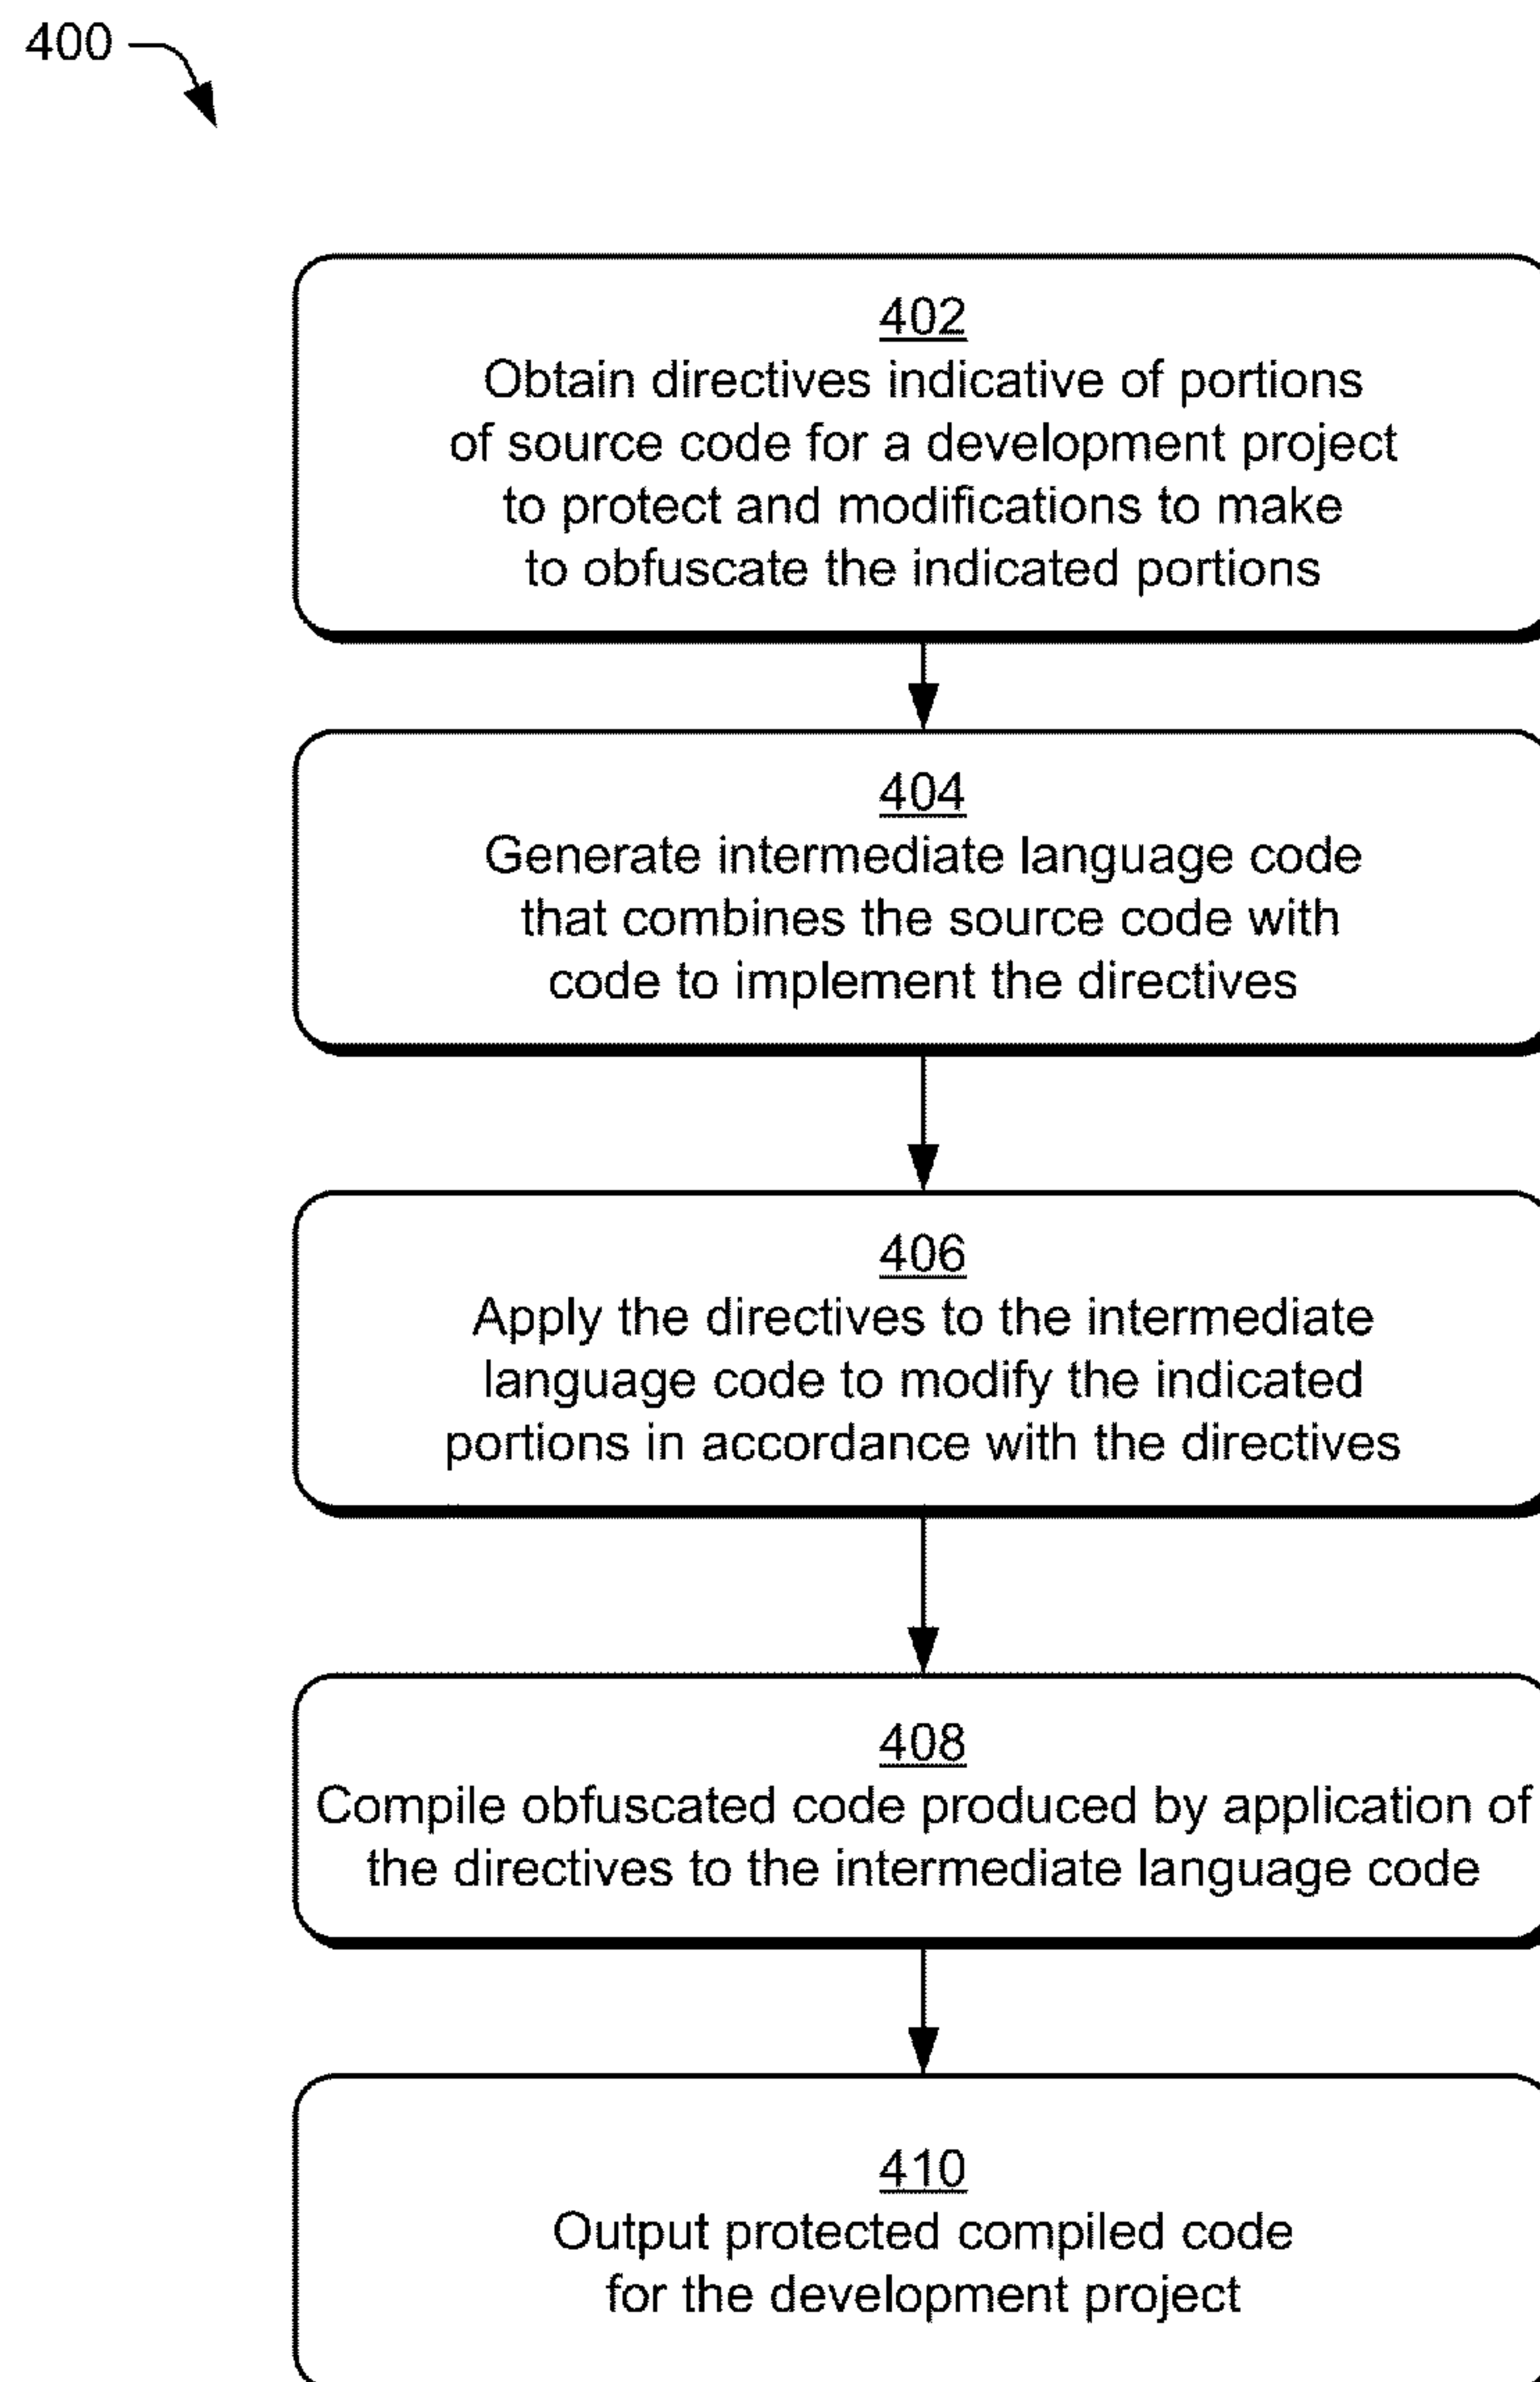 400
402
Obtain directives indicative of portions
of source code for a development project
to protect and modifications to make
to obfuscate the indicated portions
404
Generate intermediate language code
that combines the source code with
code to implement the directives
406
Apply the directives to the intermediate
language code to modify the indicated
portions in accordance with the directives
408
Compile obfuscated code produced by application of
the directives to the intermediate language code
410
Output protected compiled code
for the development project